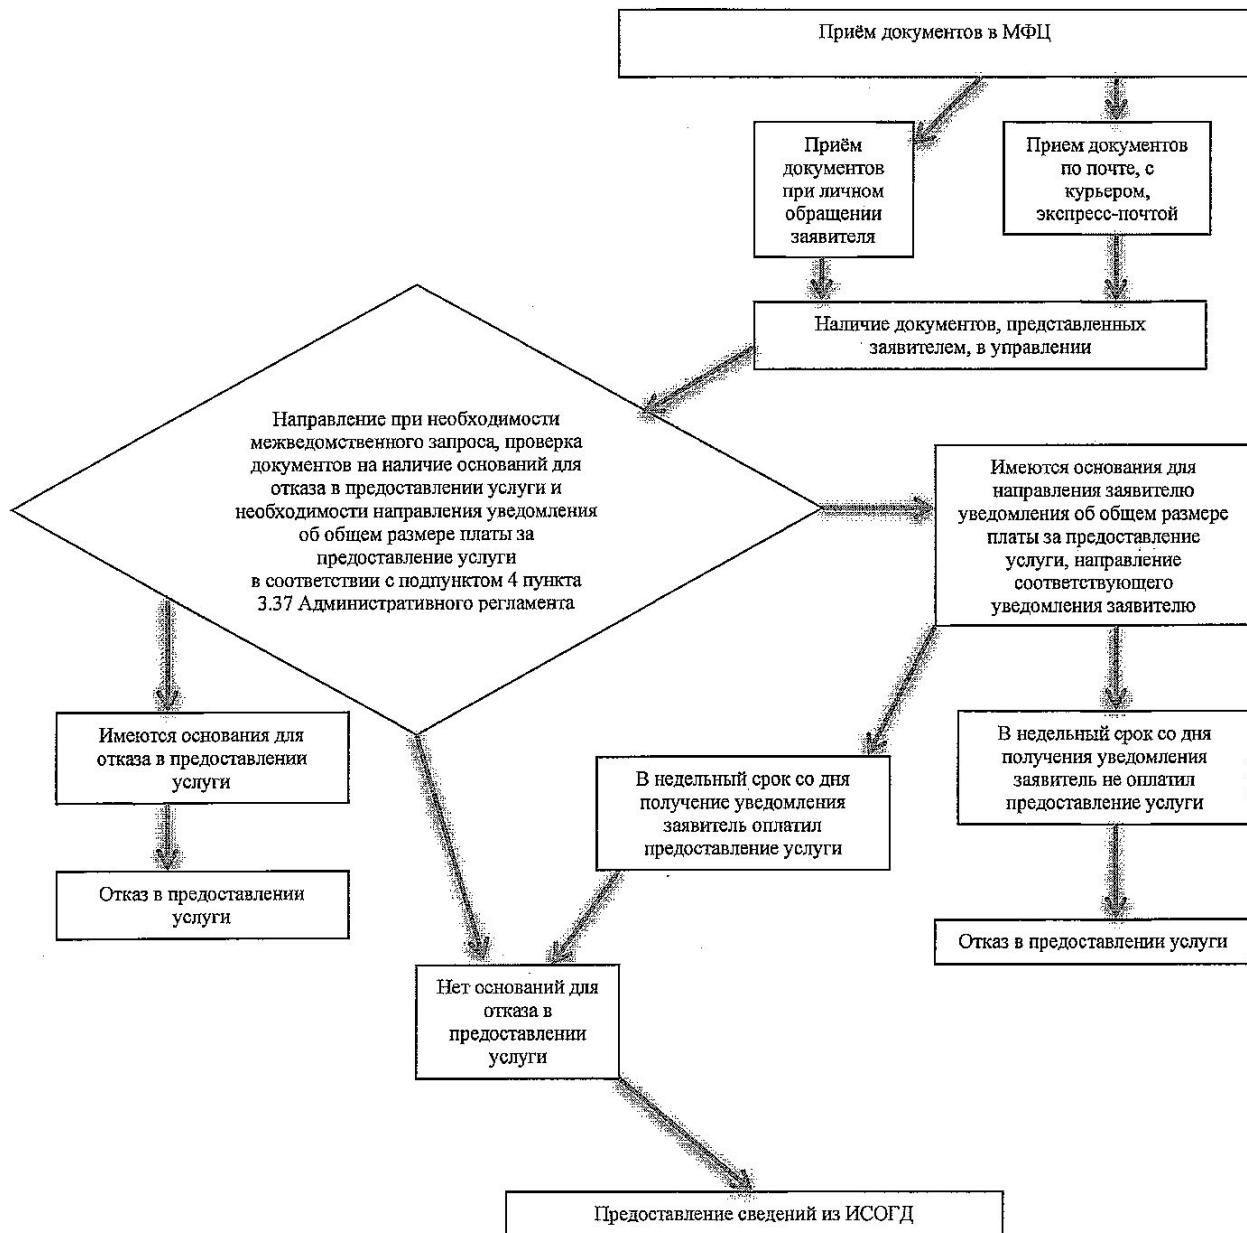 Приём документов в МФЦ
Приём
документов
при личном
обращении
заявителя
Прием документов
по почте, с
курьером,
экспресс-почтой
Наличие документов, представленных
заявителем, в управлении
Направление при необходимости
межведомственного запроса, проверка
документов на наличие оснований для
отказа в предоставлении услуги и
необходимости направления уведомления
об общем размере платы за
предоставление услуги
в соответствии с подпунктом 4 пункта
3.37 Административного регламента
Имеются основания для
направления заявителю
уведомления об общем размере
платы за предоставление
услуги, направление
соответствующего
уведомления заявителю
Имеются основания для
отказа в предоставлении
услуги
В недельный срок со дня
получение уведомления
заявитель оплатил
предоставление услуги
В недельный срок со дня
получения уведомления
заявитель не оплатил
предоставление услуги
Отказ в предоставлении
услуги
Отказ в предоставлении услуги
Нет оснований для
отказа в
предоставлении
услуги
Предоставление сведений из ИСОГД